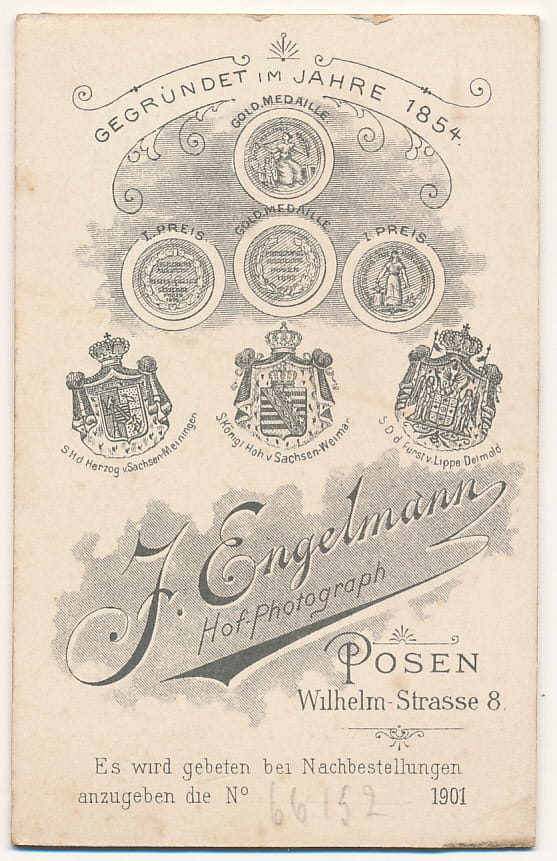 GEGRÜNDET IM JAHRE 1854.
GOLD.MEDAILLE
I.PREIS
GOLD.MEDAILLE
I PREIS
S.H.d Herzog v Sachsen-Meiningen
S.Königl Hoh v Sachsen-Weimar
S D d Fürst v. Lippe Detmold
J. Engelmann
Hof-Photograph
POSEN
Wilhelm-Strasse 8.
Es wird gebeten bei Nachbestellungen
anzugeben die No 66152 1901